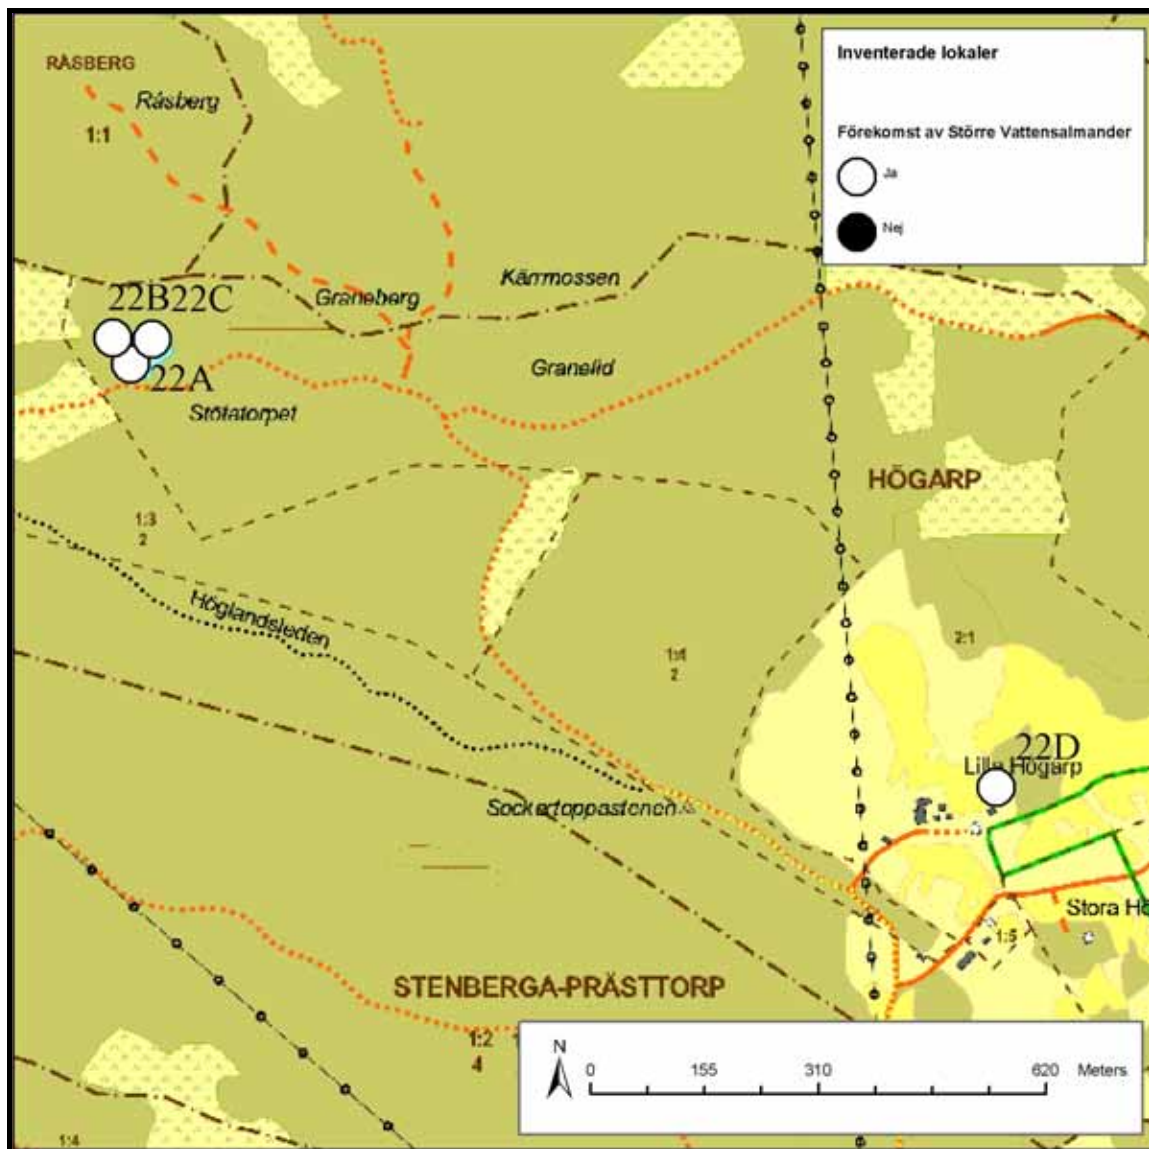 RÅSBERG
Råsberg
1:1
Inventerade lokaler
Förekomst av Större Vattensalmander
Ja
Nej
Kärrmossen
Graneberg
22B22C
22A
Granelid
Stötatorpet
HÖGARP
1:3
2
Höglandsleden
2:1
1:4
2
22D
Lilla Högarp
Sockertoppastenen
Stora Hö
1:5
STENBERGA-PRÄSTTORP
1:2
4
N
0 155 310 620 Meters
1:4